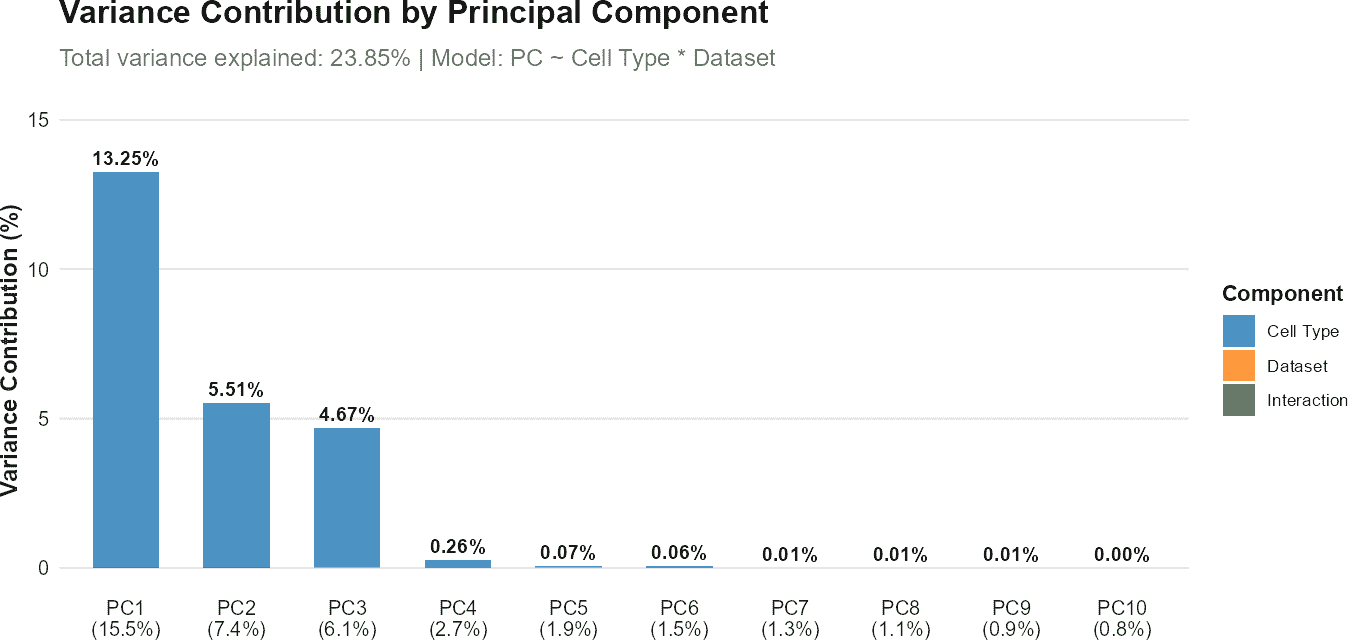 Variance Contribution by Principal Component
Total variance explained: 23.85% | Model: PC ~ Cell Type * Dataset
Variance Contribution (%)
15
10
5
0
13.25%
5.51%
4.67%
0.26%
0.07%
0.06%
0.01%
0.01%
0.01%
0.00%
PC1
(15.5%)
PC2
(7.4%)
PC3
(6.1%)
PC4
(2.7%)
PC5
(1.9%)
PC6
(1.5%)
PC7
(1.3%)
PC8
(1.1%)
PC9
(0.9%)
PC10
(0.8%)
Component
Cell Type
Dataset
Interaction